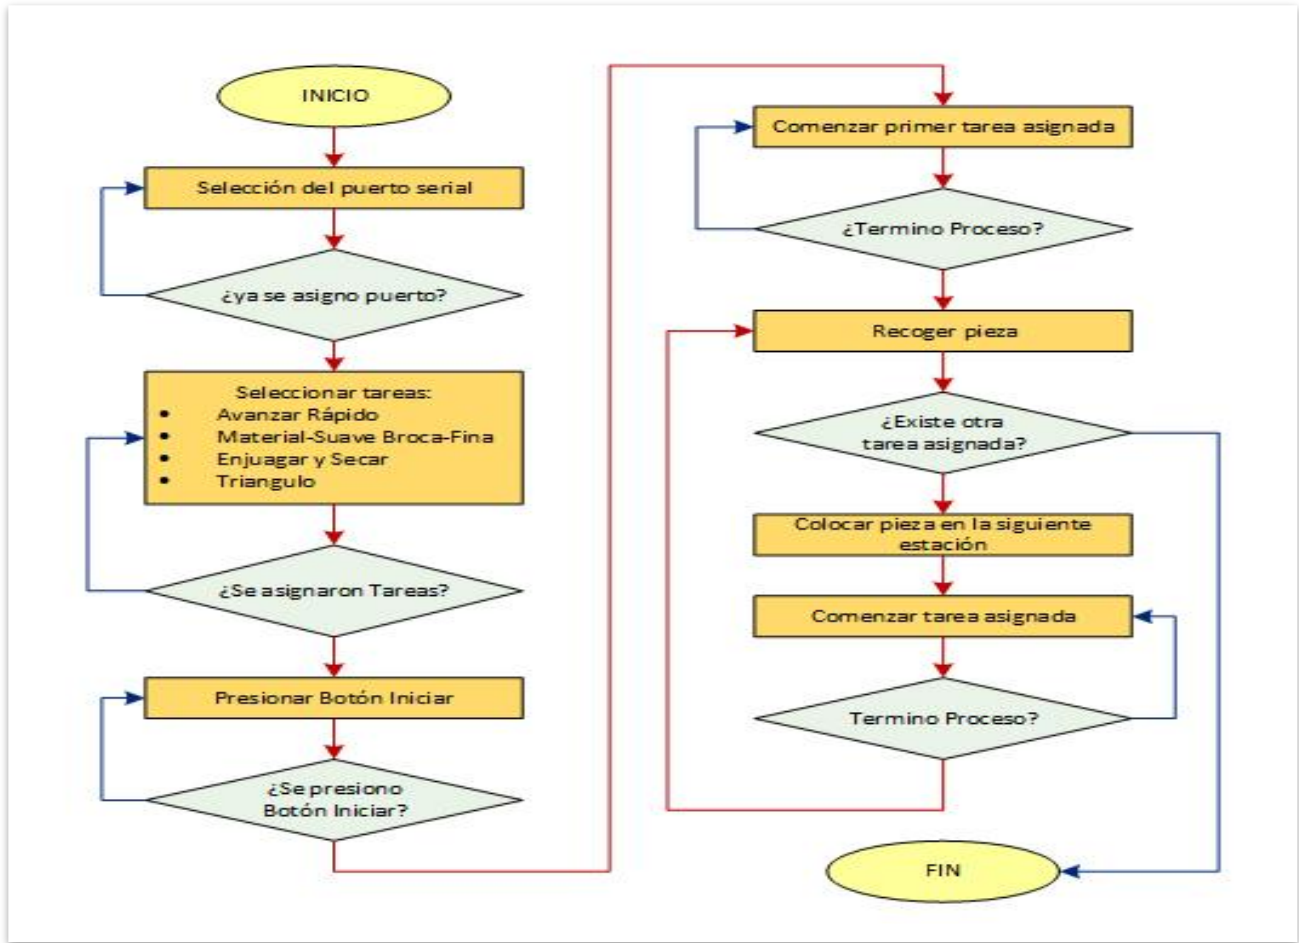 INICIO
Selección del puerto serial
¿ya se asigno puerto?
Seleccionar tareas:
• Avanzar Rápido
• Material-Suave Broca-Fina
• Enjuagar y Secar
• Triangulo
¿Se asignaron Tareas?
Presionar Botón Iniciar
¿Se presiono
Botón Iniciar?
Comenzar primer tarea asignada
¿Termino Proceso?
Recoger pieza
¿Existe otra
tarea asignada?
Colocar pieza en la siguiente
estación
Comenzar tarea asignada
Termino Proceso?
FIN